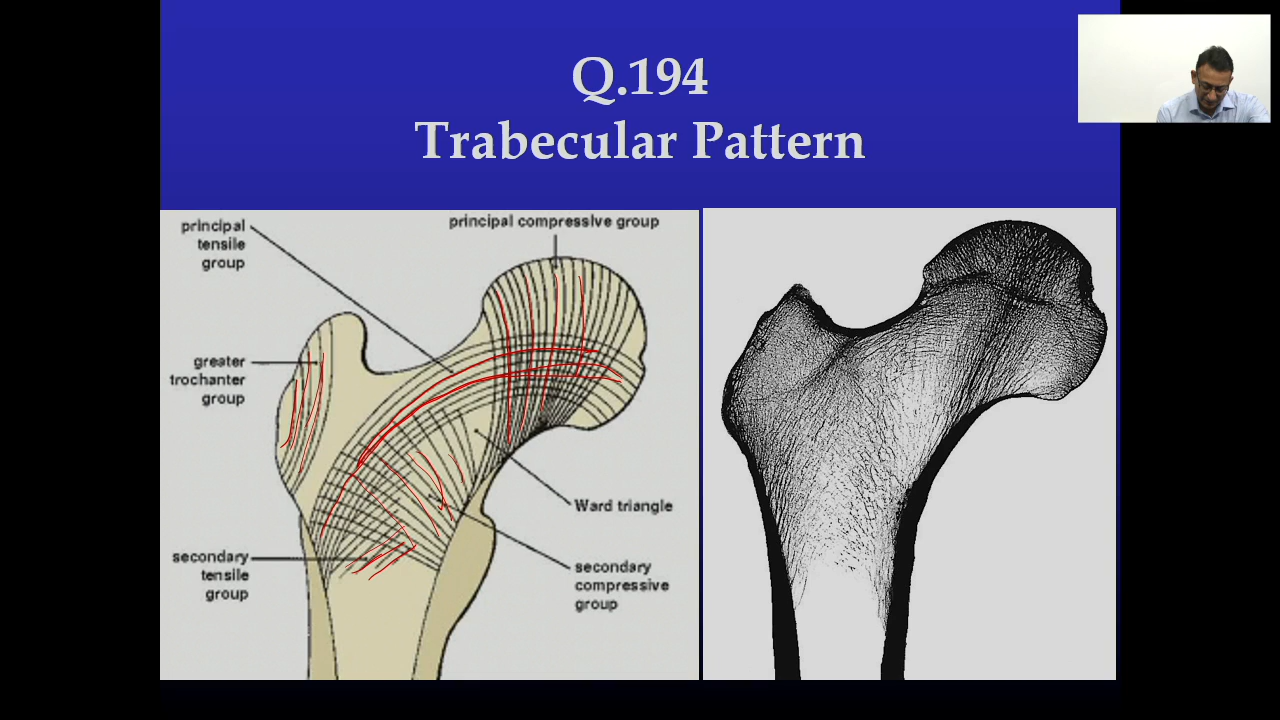 Q.194
Trabecular Pattern
principal
tensile
group
principal compressive group
greater
trochanter
group
Ward triangle
secondary
tensile
group
secondary
compressive
group